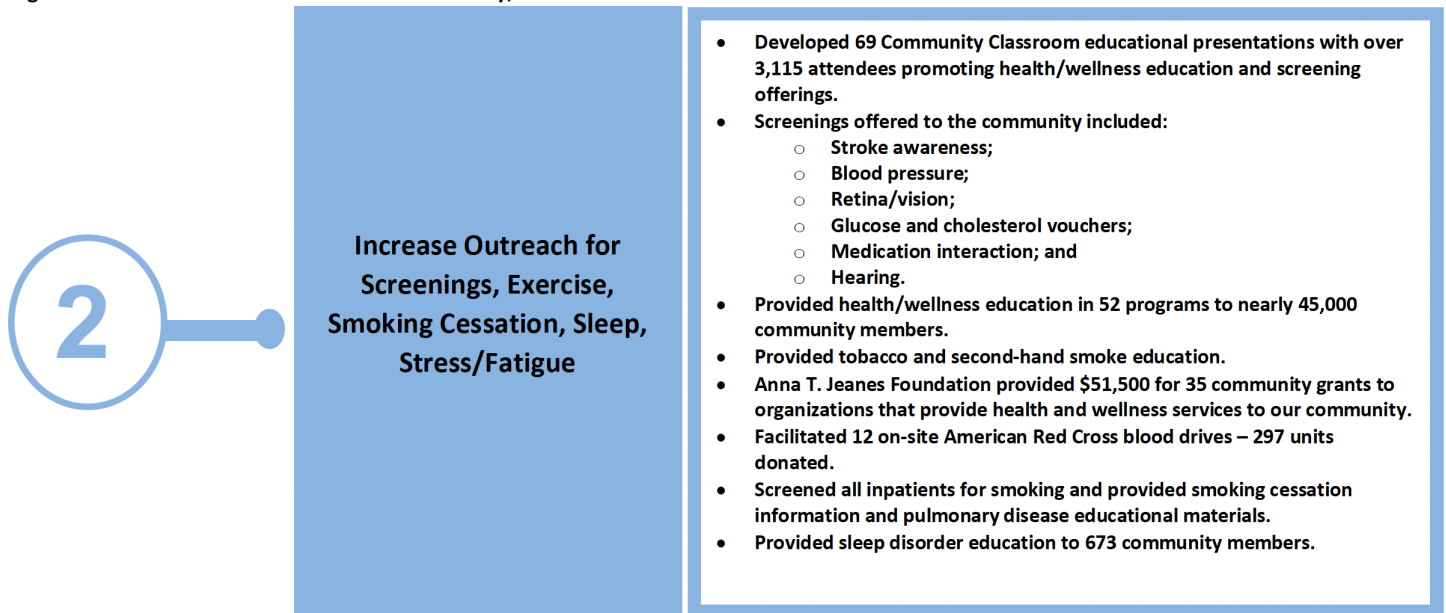 2
Increase Outreach for
Screenings, Exercise,
Smoking Cessation, Sleep,
Stress/Fatigue
• Developed 69 Community Classroom educational presentations with over
3,115 attendees promoting health/wellness education and screening
offerings.
• Screenings offered to the community included:
○ Stroke awareness;
○ Blood pressure;
○ Retina/vision;
○ Glucose and cholesterol vouchers;
○ Medication interaction; and
○ Hearing.
• Provided health/wellness education in 52 programs to nearly 45,000
community members.
• Provided tobacco and second-hand smoke education.
• Anna T. Jeanes Foundation provided $51,500 for 35 community grants to
organizations that provide health and wellness services to our community.
• Facilitated 12 on-site American Red Cross blood drives – 297 units
donated.
• Screened all inpatients for smoking and provided smoking cessation
information and pulmonary disease educational materials.
• Provided sleep disorder education to 673 community members.